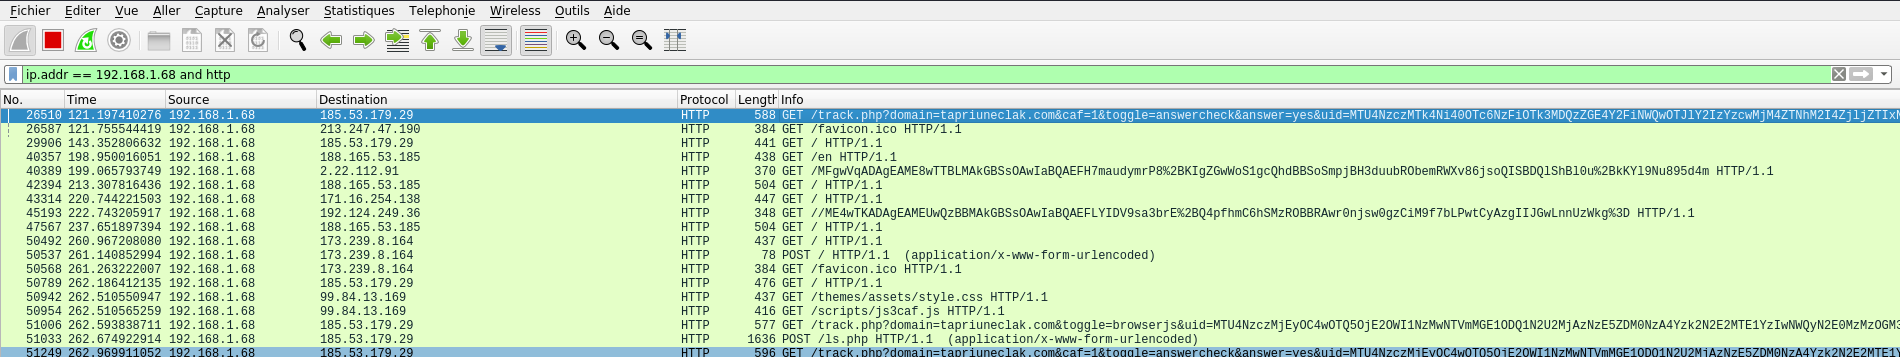 Fichier Editer Vue Aller Capture Analyser Statistiques Telephonie Wireless Outils Aide
ip.addr == 192.168.1.68 and http
No. Time Source Destination Protocol Length Info
26510 121.197410276 192.168.1.68 185.53.179.29 HTTP 588 GET /track.php?domain=tapriuneclak.com&caf=1&toggle=answercheck&answer=yes&uid=
26587 121.755544419 192.168.1.68 213.247.47.190 HTTP 384 GET /favicon.ico HTTP/1.1
29906 143.352806632 192.168.1.68 185.53.179.29 HTTP 441 GET / HTTP/1.1
40357 198.950016051 192.168.1.68 188.165.53.185 HTTP 438 GET /en HTTP/1.1
40389 199.065793749 192.168.1.68 2.22.112.91 HTTP 370 GET /MFgwVqADAgEAME8wTTBLMAkGBSsOAwIaBQAEFH7maudymrP8%2BKIgZGwWoS1gcQhdBBSoSmpjBH3duubRObemRWXv86jsoQISBDQlShBl0u%2BkKYl9Nu895d4m HTTP/1.1
42394 213.307816436 192.168.1.68 188.165.53.185 HTTP 504 GET / HTTP/1.1
43314 220.744221503 192.168.1.68 171.16.254.138 HTTP 447 GET / HTTP/1.1
45193 222.743205917 192.168.1.68 192.124.249.36 HTTP 348 GET //ME4wTKADAgEAMEUwQzBBMAkGBSsOAwIaBQAEFLYIDV9sa3brE%2BQ4pfhmC6hSMzROBBRAwr0njsw0gzCiM9f7bLPwtCyAzgIIJGwLnnUzWkg%3D HTTP/1.1
47567 237.651897394 192.168.1.68 188.165.53.185 HTTP 504 GET / HTTP/1.1
50492 260.967208080 192.168.1.68 173.239.8.164 HTTP 437 GET / HTTP/1.1
50537 261.140852994 192.168.1.68 173.239.8.164 HTTP 78 POST / HTTP/1.1 (application/x-www-form-urlencoded)
50568 261.263222007 192.168.1.68 173.239.8.164 HTTP 384 GET /favicon.ico HTTP/1.1
50789 262.186412135 192.168.1.68 185.53.179.29 HTTP 476 GET / HTTP/1.1
50942 262.510550947 192.168.1.68 99.84.13.169 HTTP 437 GET /themes/assets/style.css HTTP/1.1
50954 262.510565259 192.168.1.68 99.84.13.169 HTTP 416 GET /scripts/js3caf.js HTTP/1.1
51006 262.593838711 192.168.1.68 185.53.179.29 HTTP 577 GET /track.php?domain=tapriuneclak.com&toggle=browserjs&uid=
51033 262.674922914 192.168.1.68 185.53.179.29 HTTP 1636 POST /ls.php HTTP/1.1 (application/x-www-form-urlencoded)
51249 262.969911052 192.168.1.68 185.53.179.29 HTTP 596 GET /track.php?domain=tapriuneclak.com&caf=1&toggle=answercheck&answer=yes&uid=